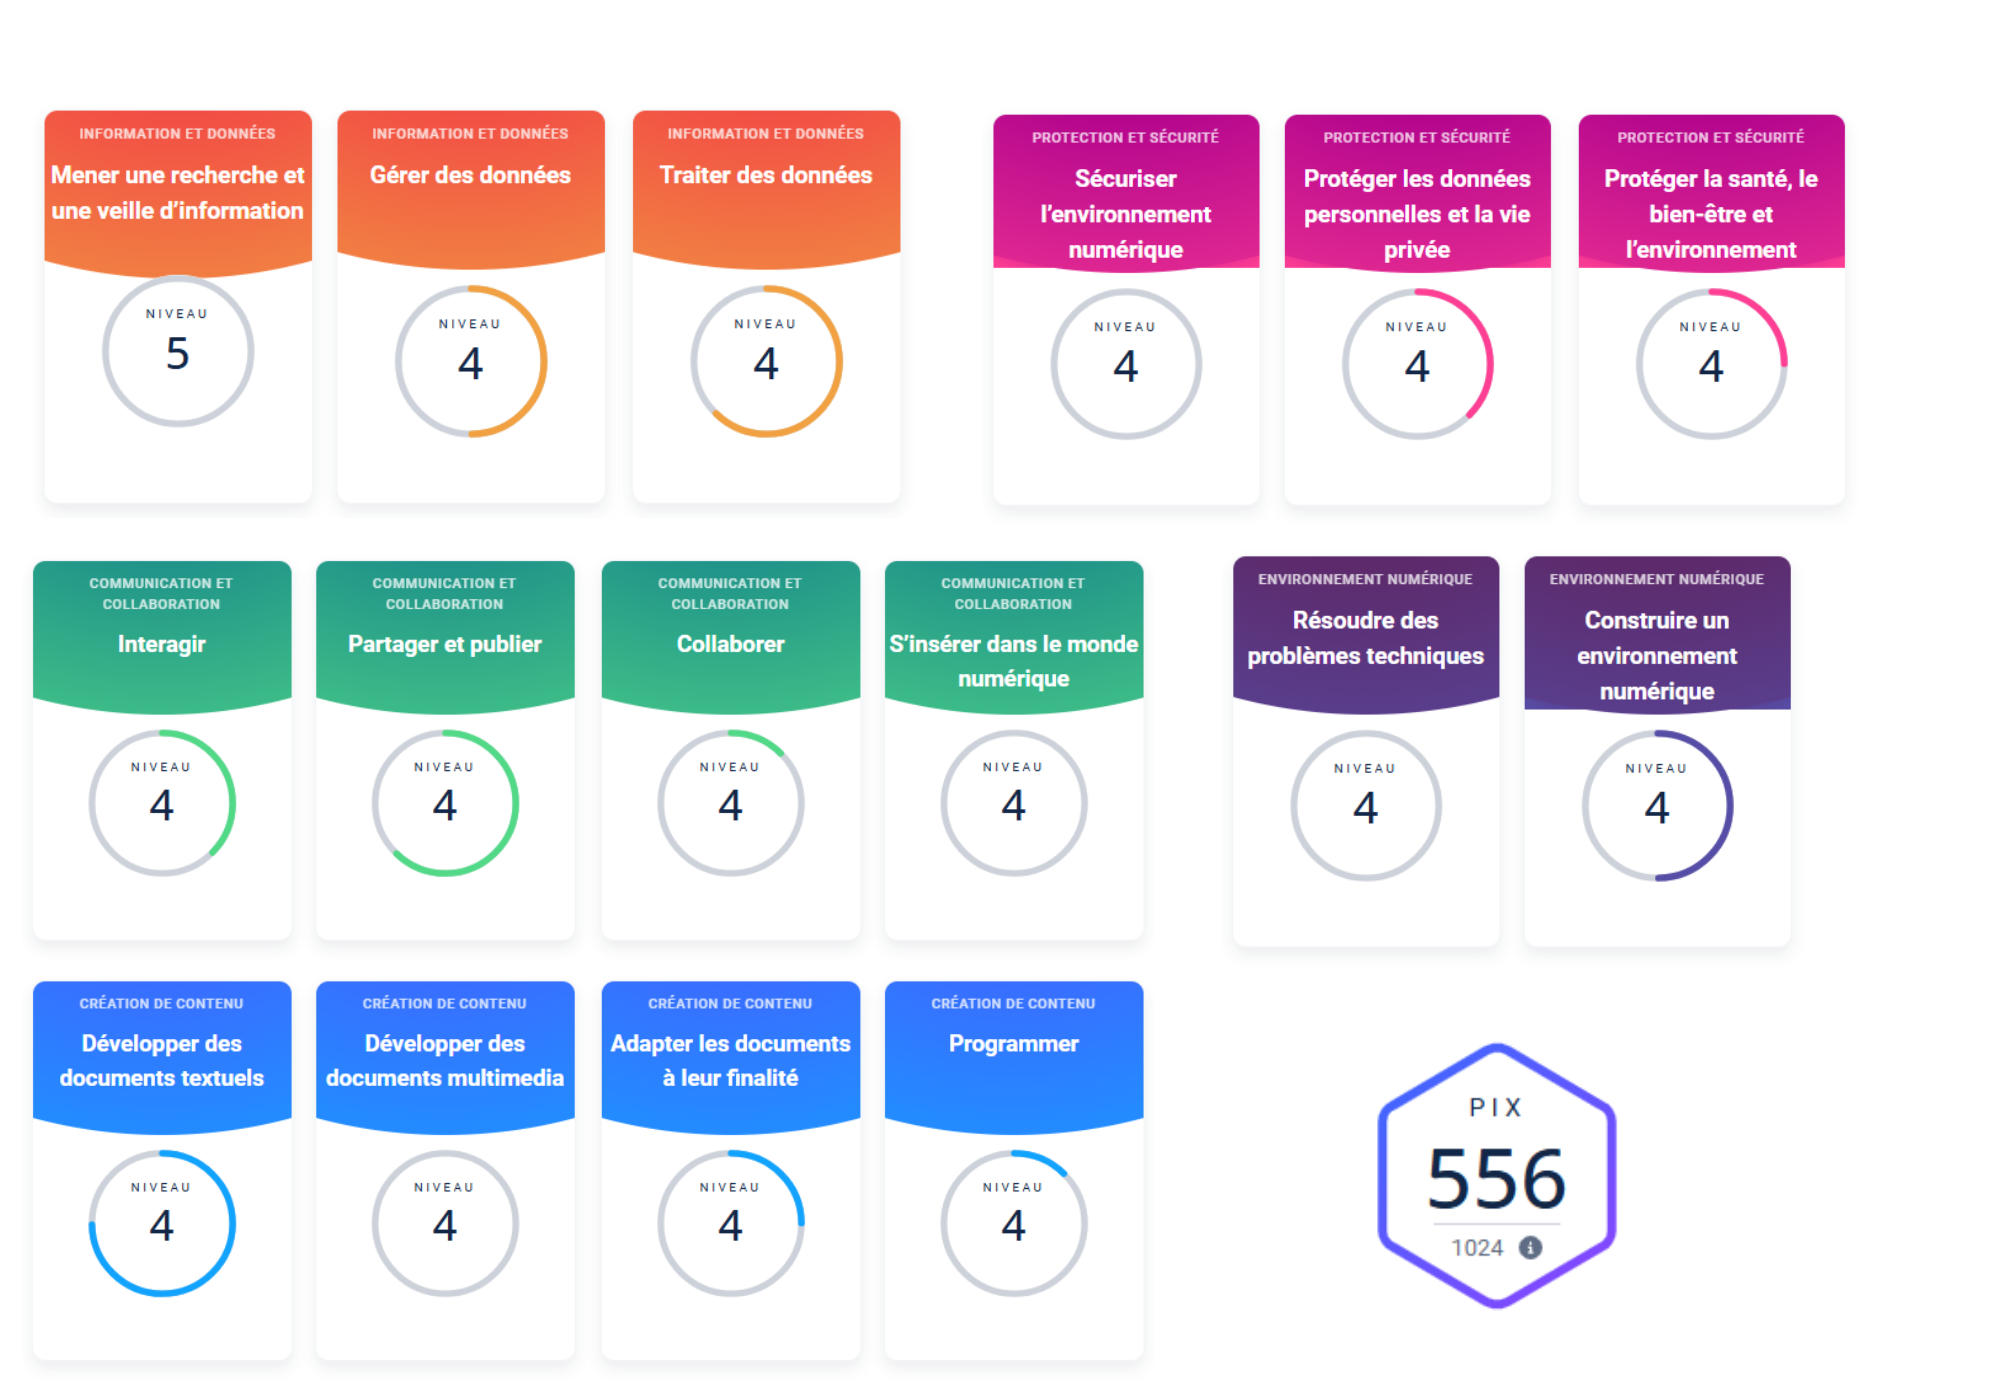 INFORMATION ET DONNÉES
Mener une recherche et
une veille d’information
NIVEAU
5
INFORMATION ET DONNÉES
Gérer des données
NIVEAU
4
INFORMATION ET DONNÉES
Traiter des données
NIVEAU
4
PROTECTION ET SÉCURITÉ
Sécuriser
l’environnement
numérique
NIVEAU
4
PROTECTION ET SÉCURITÉ
Protéger les données
personnelles et la vie
privée
NIVEAU
4
PROTECTION ET SÉCURITÉ
Protéger la santé, le
bien-être et
l’environnement
NIVEAU
4
COMMUNICATION ET
COLLABORATION
Interagir
NIVEAU
4
COMMUNICATION ET
COLLABORATION
Partager et publier
NIVEAU
4
COMMUNICATION ET
COLLABORATION
Collaborer
NIVEAU
4
COMMUNICATION ET
COLLABORATION
S’insérer dans le monde
numérique
NIVEAU
4
ENVIRONNEMENT NUMÉRIQUE
Résoudre des
problèmes techniques
NIVEAU
4
ENVIRONNEMENT NUMÉRIQUE
Construire un
environnement
numérique
NIVEAU
4
CRÉATION DE CONTENU
Développer des
documents textuels
NIVEAU
4
CRÉATION DE CONTENU
Développer des
documents multimedia
NIVEAU
4
CRÉATION DE CONTENU
Adapter les documents
à leur finalité
NIVEAU
4
CRÉATION DE CONTENU
Programmer
NIVEAU
4
PIX
556
1024 i